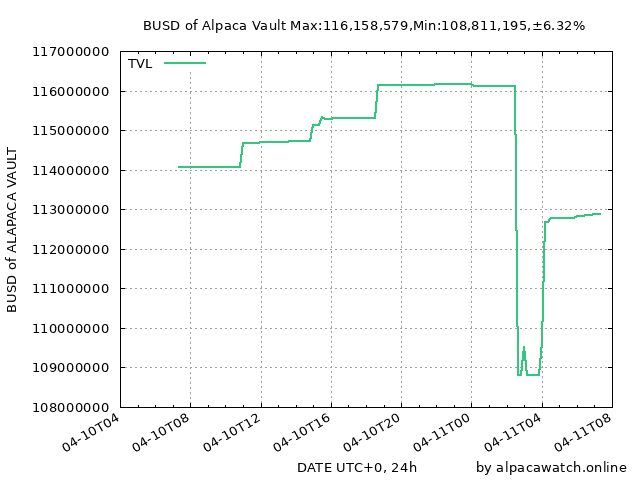 BUSD of Alpaca Vault Max:116,158,579,Min:108,811,195,±6.32%
117000000
TVL
116000000
115000000
114000000
113000000
112000000
111000000
110000000
109000000
108000000
BUSD of ALAPACA VAULT
04-10T04
04-10T08
04-10T12
04-10T16
04-10T20
04-11T00
04-11T04
04-11T08
DATE UTC+0, 24h
by alpacawatch.online